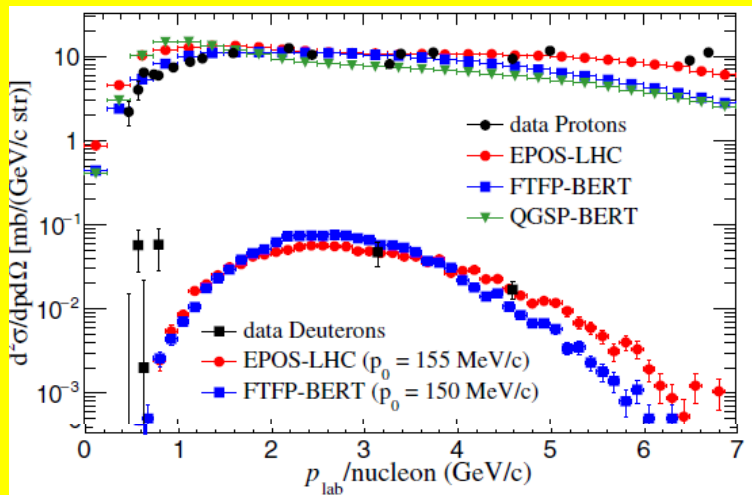 d²σ/dpdΩ [mb/(GeV/c str)]
10
1
10⁻¹
10⁻²
10⁻³
data Protons
EPOS-LHC
FTFP-BERT
QGSP-BERT
data Deuterons
EPOS-LHC (p₀ = 155 MeV/c)
FTFP-BERT (p₀ = 150 MeV/c)
0 1 2 3 4 5 6 7
p_lab/nucleon (GeV/c)